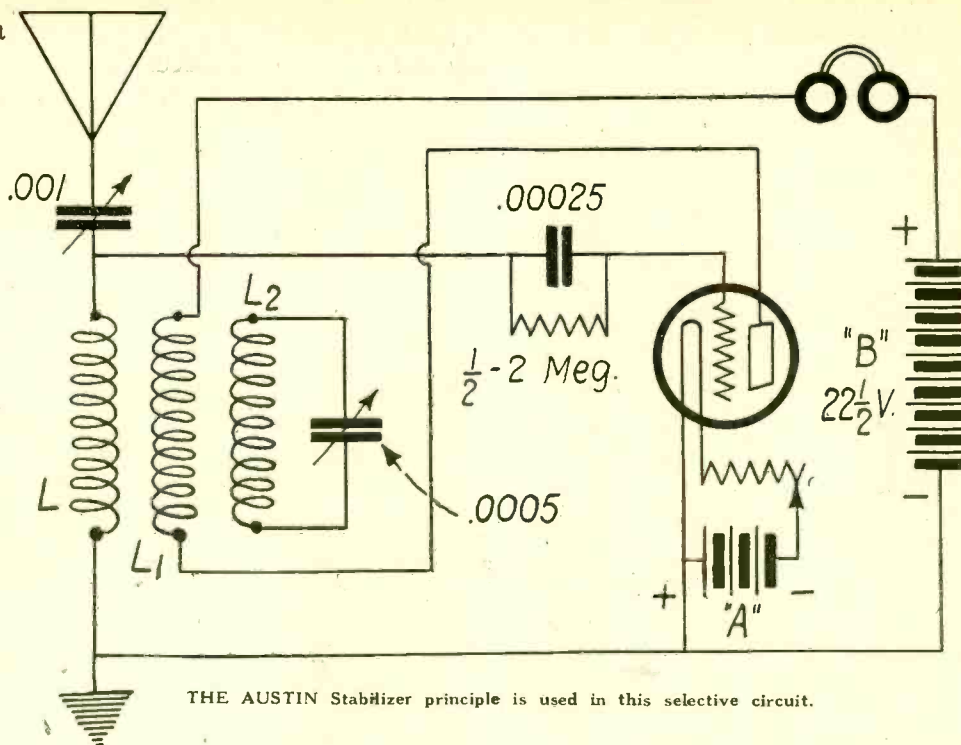 .001
.00025
L2
½-2 Meg.
+
"B"
22½V.
-
L
.0005
L1
+
"A"
-
THE AUSTIN Stabilizer principle is used in this selective circuit.